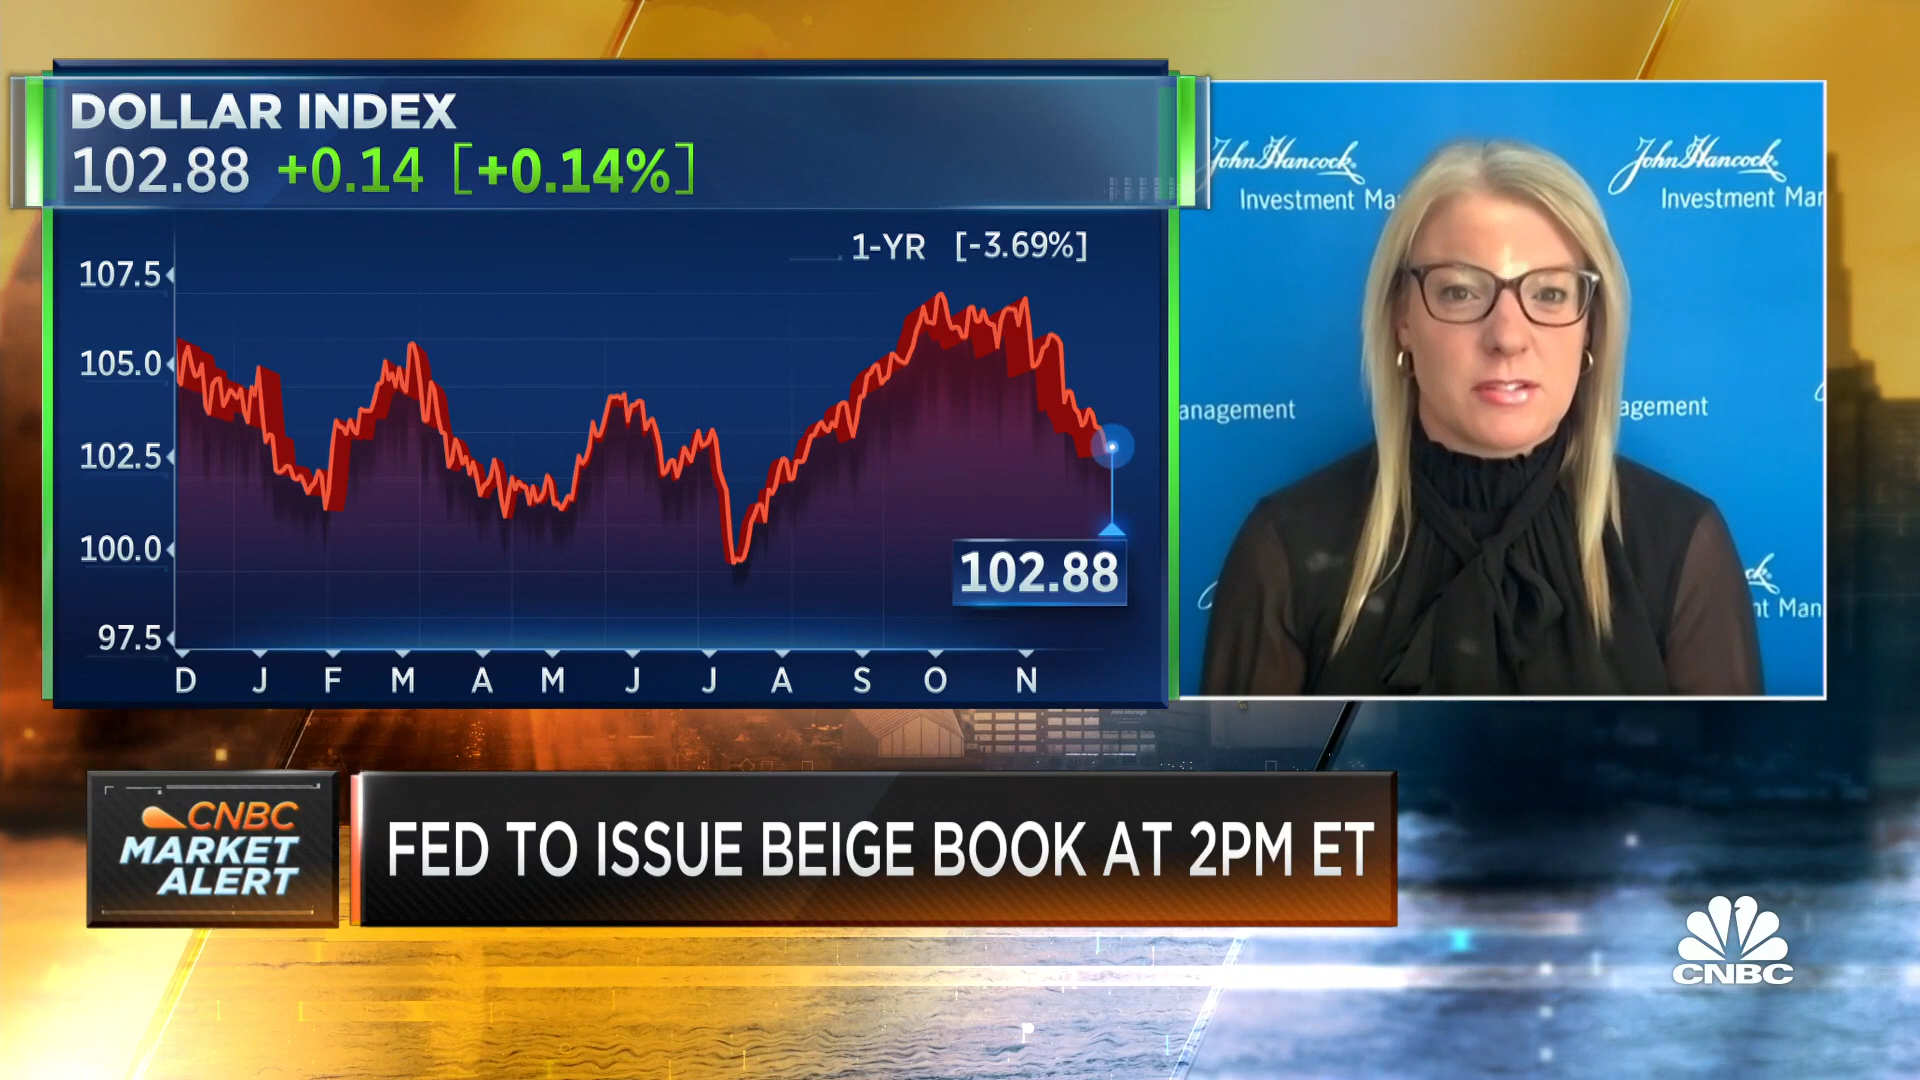 DOLLAR INDEX
102.88 +0.14 [+0.14%]
1-YR [-3.69%]
107.5
105.0
102.5
100.0
97.5
102.88
D J F M A M J J A S O N
John Hancock
Investment Ma
John Hancock
Investment Man
anagement
agement
ck
nt Man
CNBC
MARKET
ALERT
FED TO ISSUE BEIGE BOOK AT 2PM ET
CNBC